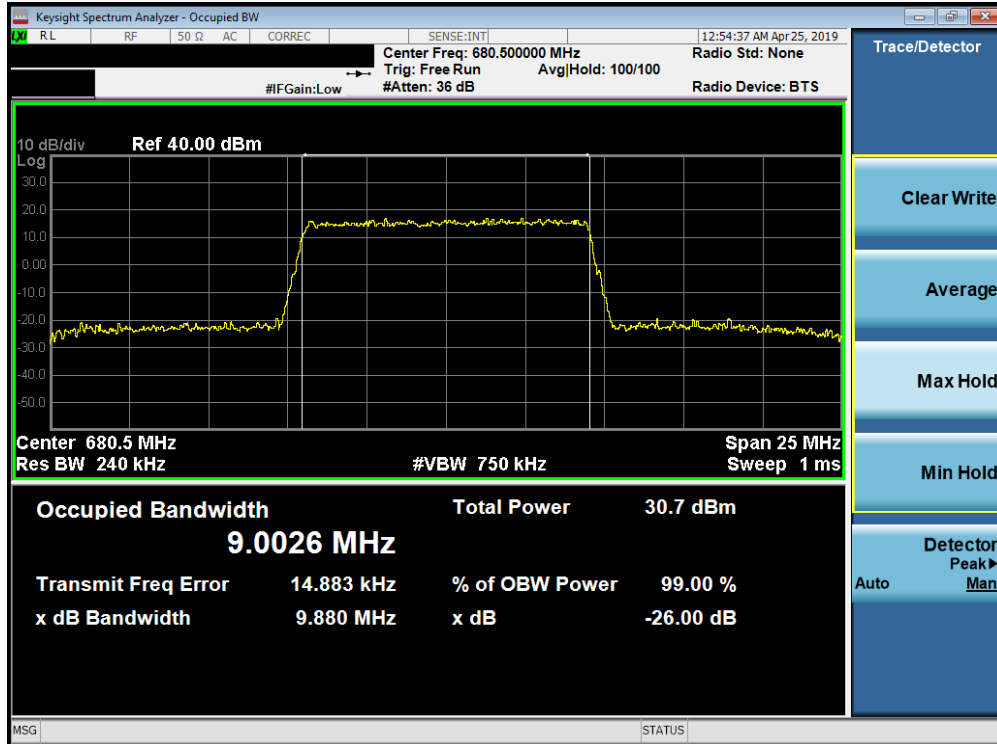 Keysight Spectrum Analyzer - Occupied BW
LXI RL RF 50 Ω AC CORREC SENSE:INT 12:54:37 AM Apr 25, 2019
Center Freq: 680.500000 MHz Radio Std: None
Trig: Free Run Avg|Hold: 100/100
#IFGain:Low #Atten: 36 dB Radio Device: BTS
10 dB/div Ref 40.00 dBm
Log
30.0
20.0
10.0
0.00
-10.0
-20.0
-30.0
-40.0
-50.0
Center 680.5 MHz Span 25 MHz
Res BW 240 kHz #VBW 750 kHz Sweep 1 ms
Occupied Bandwidth Total Power 30.7 dBm
9.0026 MHz
Transmit Freq Error 14.883 kHz % of OBW Power 99.00 %
x dB Bandwidth 9.880 MHz x dB -26.00 dB
MSG STATUS
Trace/Detector
Clear Write
Average
Max Hold
Min Hold
Detector
Peak▶
Auto Man